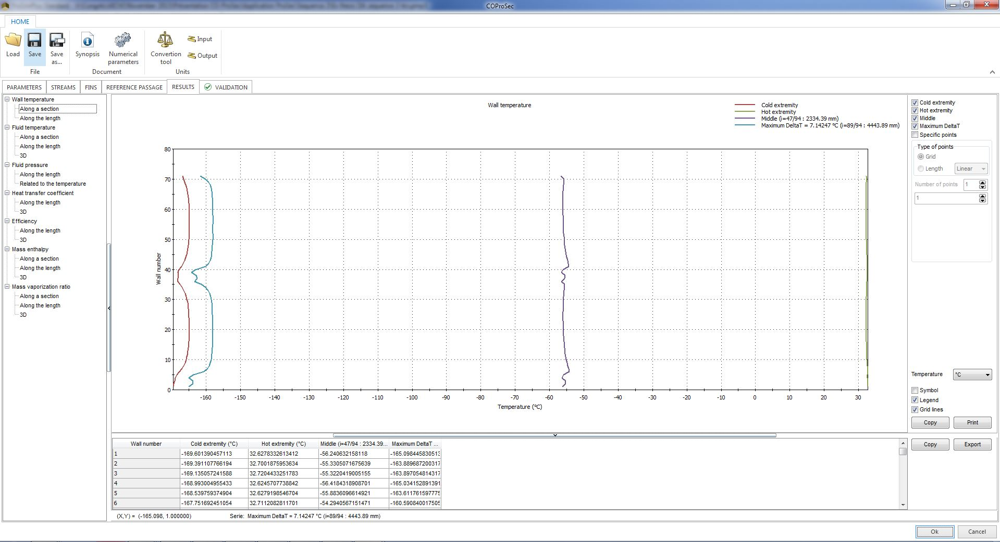 COProSec
HOME
Load
Save
Save as...
File
Synopsis
Numerical parameters
Document
Convertion tool
Input
Output
Units
PARAMETERS STREAMS FINS REFERENCE PASSAGE RESULTS VALIDATION
Wall temperature
Along a section
Along the length
Fluid temperature
Along a section
Along the length
3D
Fluid pressure
Along the length
Related to the temperature
Heat transfer coefficient
Along the length
3D
Efficiency
Along the length
3D
Mass enthalpy
Along a section
Along the length
3D
Mass vaporization ratio
Along a section
Along the length
3D
Wall temperature
Cold extremity
Hot extremity
Middle (i=47/94 : 2334.39 mm)
Maximum DeltaT = 7.14247 °C (i=89/94 : 4443.89 mm)
80
70
60
50
40
30
20
10
0
Wall number
-160 -150 -140 -130 -120 -110 -100 -90 -80 -70 -60 -50 -40 -30 -20 -10 0 10 20 30
Temperature (°C)
Cold extremity
Hot extremity
Middle
Maximum DeltaT
Specific points
Type of points
Grid
Length Linear
Number of points 1
1
Temperature °C
Symbol
Legend
Grid lines
Copy Print
Wall number Cold extremity (°C) Hot extremity (°C) Middle (i=47/94 : 2334.39... Maximum DeltaT ...
1 -169.601390457113 32.6278332613412 -56.240632158118 -165.098445830513
2 -169.391107766194 32.7001875953634 -55.3305071675639 -163.889687200317
3 -169.135057241588 32.7204433251783 -55.3220419005155 -163.897054814317
4 -168.993004955433 32.6245707738842 -56.4184318908701 -165.034152891391
5 -168.539759374904 32.6279198546704 -55.8836096614921 -163.611761597775
6 -167.751692451054 32.7112082811701 -54.2940567151471 -160.590840017505
Copy Export
(X,Y) = (-165.098, 1.000000) Serie: Maximum DeltaT = 7.14247 °C (i=89/94 : 4443.89 mm)
Ok Cancel